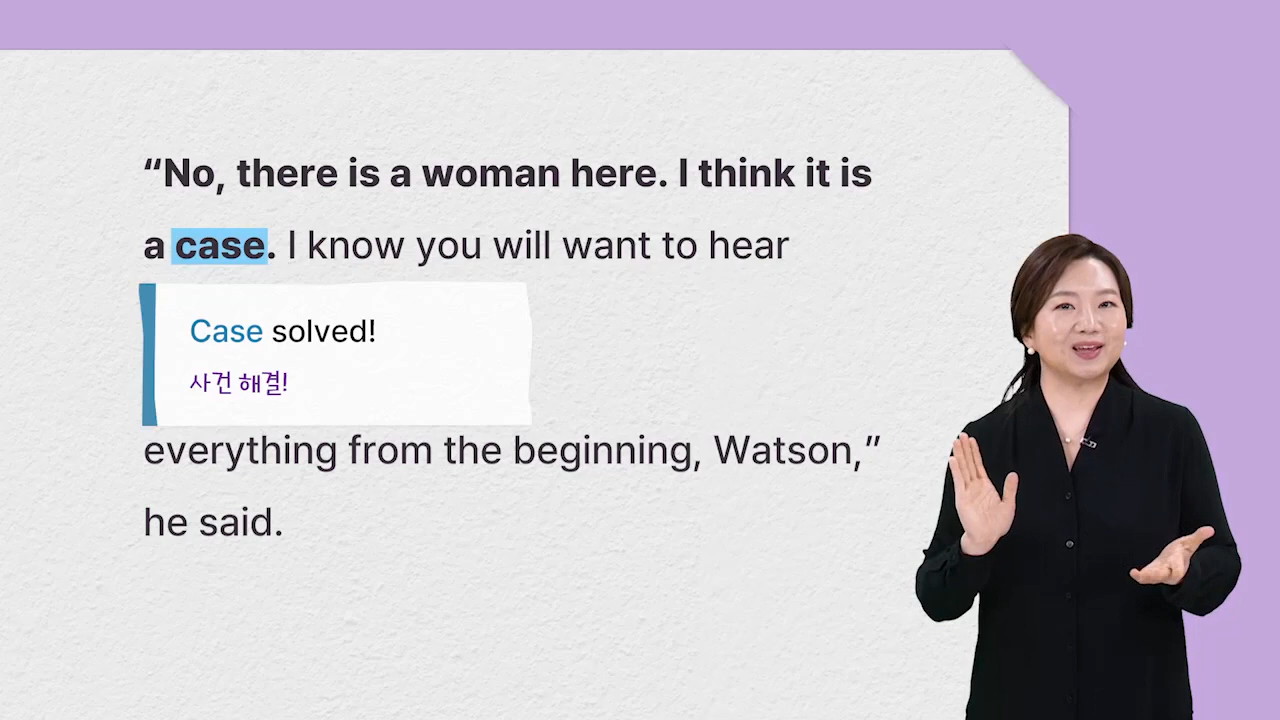 “No, there is a woman here. I think it is
a case. I know you will want to hear
Case solved!
사건 해결!
everything from the beginning, Watson,”
he said.